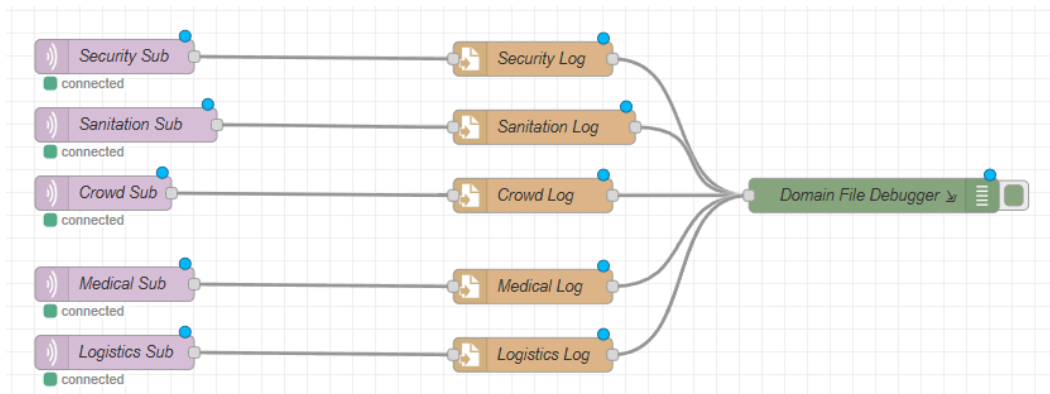 Security Sub
Security Log
connected
Sanitation Sub
Sanitation Log
connected
Crowd Sub
Crowd Log
Domain File Debugger
connected
Medical Sub
Medical Log
connected
Logistics Sub
Logistics Log
connected